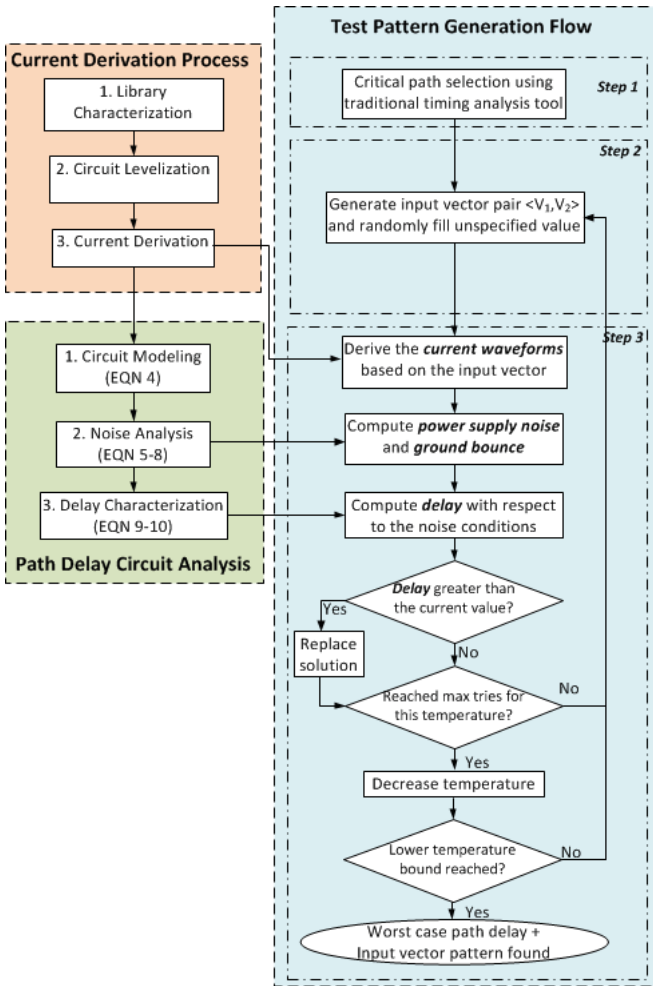 Current Derivation Process
1. Library
Characterization
2. Circuit Levelization
3. Current Derivation
1. Circuit Modeling
(EQN 4)
2. Noise Analysis
(EQN 5-8)
3. Delay Characterization
(EQN 9-10)
Path Delay Circuit Analysis
Test Pattern Generation Flow
Step 1
Critical path selection using
traditional timing analysis tool
Step 2
Generate input vector pair <V₁,V₂>
and randomly fill unspecified value
Step 3
Derive the current waveforms
based on the input vector
Compute power supply noise
and ground bounce
Compute delay with respect
to the noise conditions
Delay greater than
the current value?
Yes
Replace
solution
No
Reached max tries for
this temperature?
No
Yes
Decrease temperature
Lower temperature
bound reached?
No
Yes
Worst case path delay +
Input vector pattern found